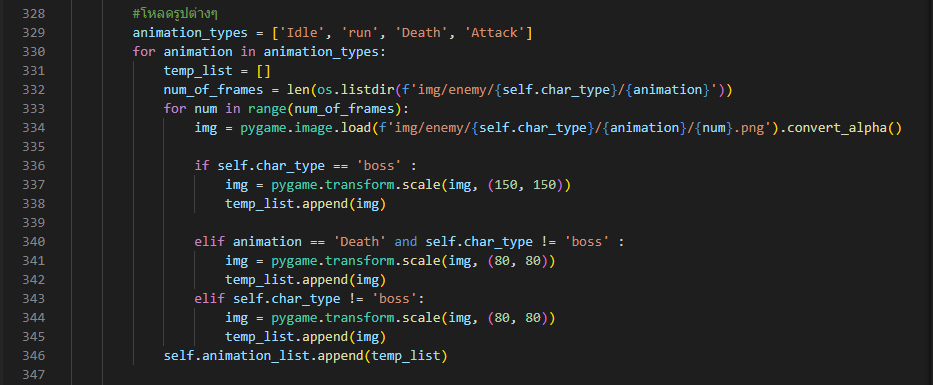 328 #โหลดรูปต่างๆ
329 animation_types = ['Idle', 'run', 'Death', 'Attack']
330 for animation in animation_types:
331 temp_list = []
332 num_of_frames = len(os.listdir(f'img/enemy/{self.char_type}/{animation}'))
333 for num in range(num_of_frames):
334 img = pygame.image.load(f'img/enemy/{self.char_type}/{animation}/{num}.png').convert_alpha()
335
336 if self.char_type == 'boss' :
337 img = pygame.transform.scale(img, (150, 150))
338 temp_list.append(img)
339
340 elif animation == 'Death' and self.char_type != 'boss' :
341 img = pygame.transform.scale(img, (80, 80))
342 temp_list.append(img)
343 elif self.char_type != 'boss':
344 img = pygame.transform.scale(img, (80, 80))
345 temp_list.append(img)
346 self.animation_list.append(temp_list)
347